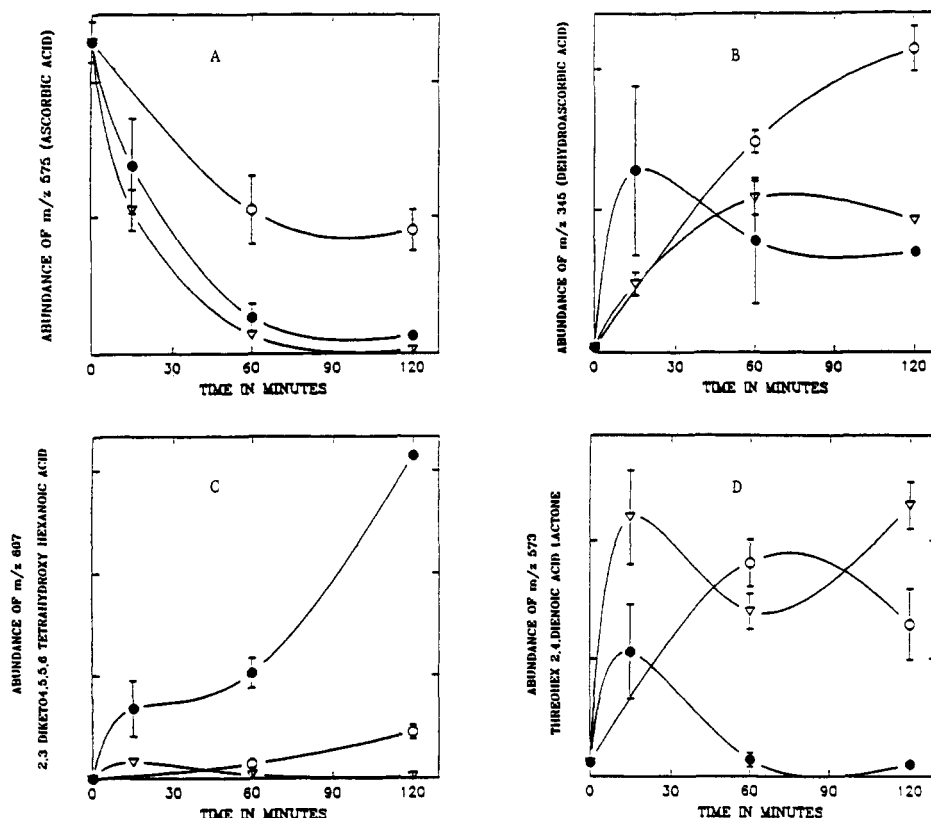 A
ABUNDANCE OF m/z 575 (ASCORBIC ACID)
0 30 60 90 120
TIME IN MINUTES
B
ABUNDANCE OF m/z 345 (DEHYDROASCORBIC ACID)
0 30 60 90 120
TIME IN MINUTES
C
ABUNDANCE OF m/z 607
2,3 DIKETO4,5,5,6 TETRAHYDROXY HEXANOIC ACID
0 30 60 90 120
TIME IN MINUTES
D
ABUNDANCE OF m/z 573
THREOHEX 2,4,DIENOIC ACID LACTONE
0 30 60 90 120
TIME IN MINUTES